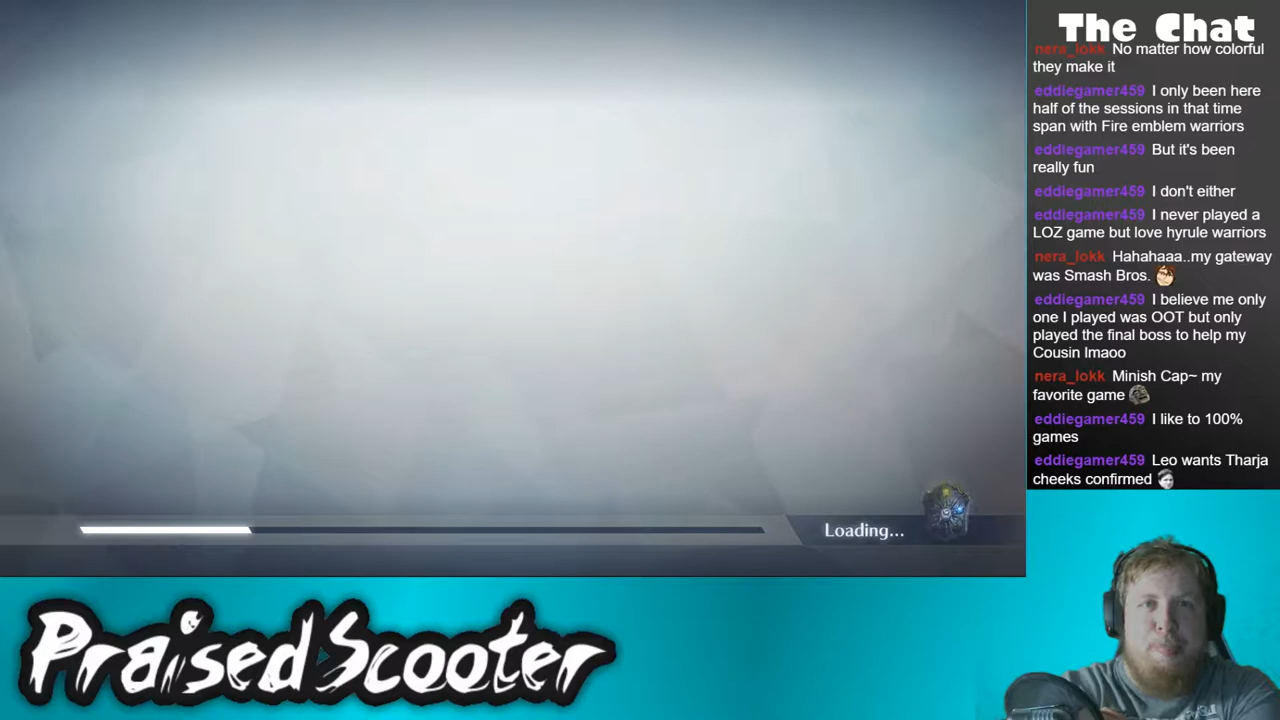 The Chat
nera_lokk No matter how colorful
they make it
eddiegamer459 I only been here
half of the sessions in that time
span with Fire emblem warriors
eddiegamer459 But it's been
really fun
eddiegamer459 I don't either
eddiegamer459 I never played a
LOZ game but love hyrule warriors
nera_lokk Hahahaaa..my gateway
was Smash Bros.
eddiegamer459 I believe me only
one I played was OOT but only
played the final boss to help my
Cousin lmaoo
nera_lokk Minish Cap~ my
favorite game
eddiegamer459 I like to 100%
games
eddiegamer459 Leo wants Tharja
cheeks confirmed
Loading...
PraisedScooter